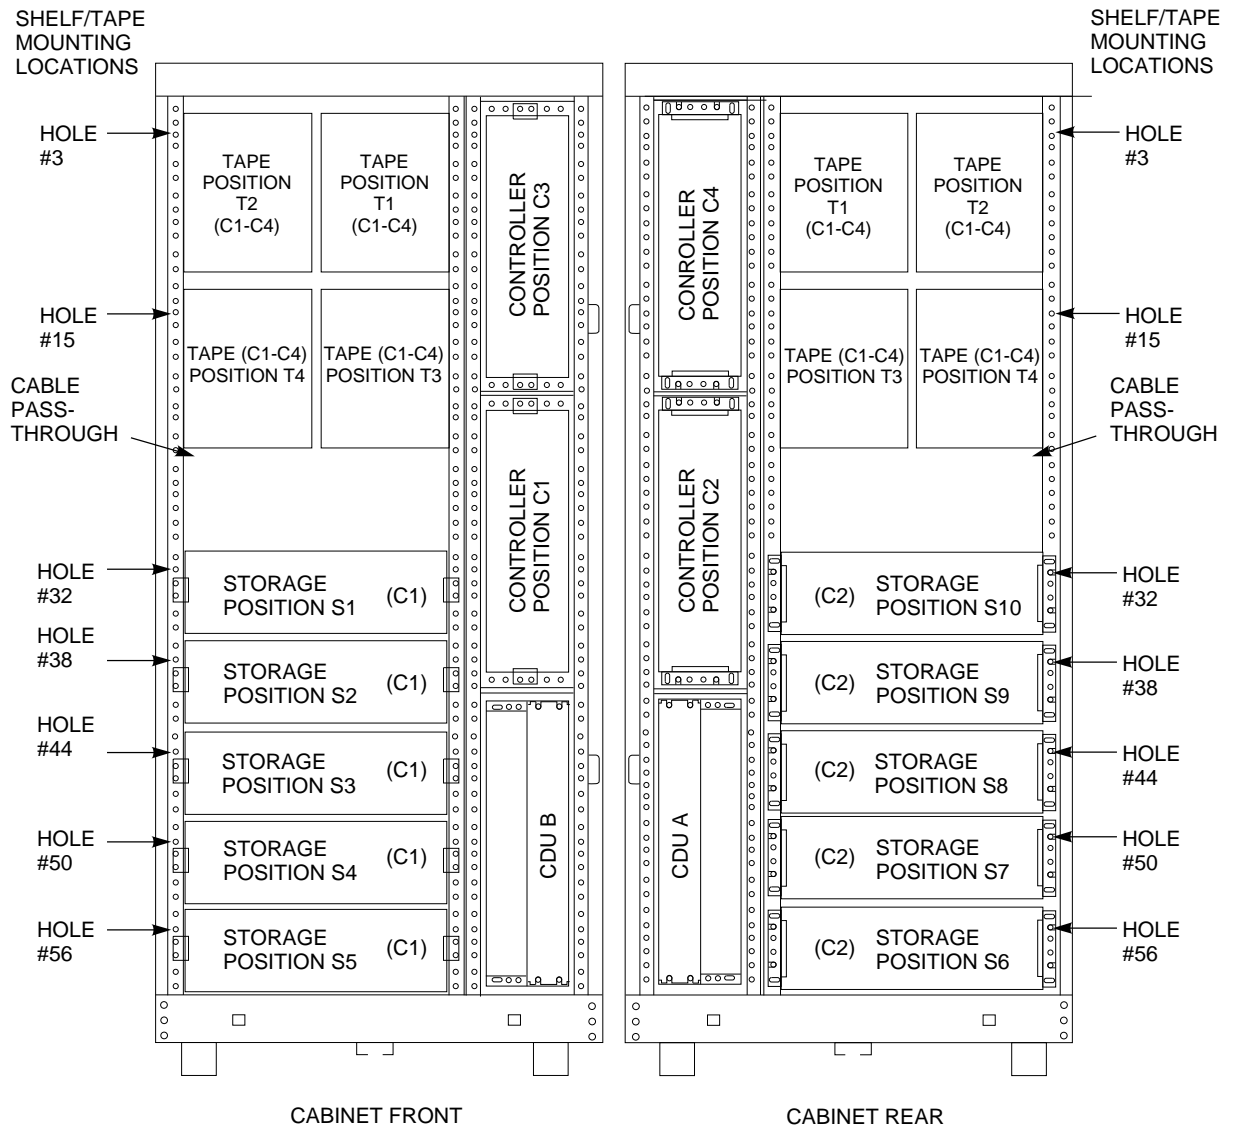 SHELF/TAPE
MOUNTING
LOCATIONS
HOLE
#3
HOLE
#15
CABLE
PASS-
THROUGH
HOLE
#32
HOLE
#38
HOLE
#44
HOLE
#50
HOLE
#56
TAPE
POSITION
T2
(C1-C4)
TAPE
POSITION
T1
(C1-C4)
TAPE (C1-C4)
POSITION T4
TAPE (C1-C4)
POSITION T3
CONTROLLER
POSITION C3
CONTROLLER
POSITION C1
STORAGE
POSITION S1
(C1)
STORAGE
POSITION S2
(C1)
STORAGE
POSITION S3
(C1)
STORAGE
POSITION S4
(C1)
STORAGE
POSITION S5
(C1)
CDU B
CABINET FRONT
CONROLLER
POSITION C4
CONTROLLER
POSITION C2
CDU A
TAPE
POSITION
T1
(C1-C4)
TAPE
POSITION
T2
(C1-C4)
TAPE (C1-C4)
POSITION T3
TAPE (C1-C4)
POSITION T4
(C2)
STORAGE
POSITION S10
(C2)
STORAGE
POSITION S9
(C2)
STORAGE
POSITION S8
(C2)
STORAGE
POSITION S7
(C2)
STORAGE
POSITION S6
CABINET REAR
SHELF/TAPE
MOUNTING
LOCATIONS
HOLE
#3
HOLE
#15
CABLE
PASS-
THROUGH
HOLE
#32
HOLE
#38
HOLE
#44
HOLE
#50
HOLE
#56